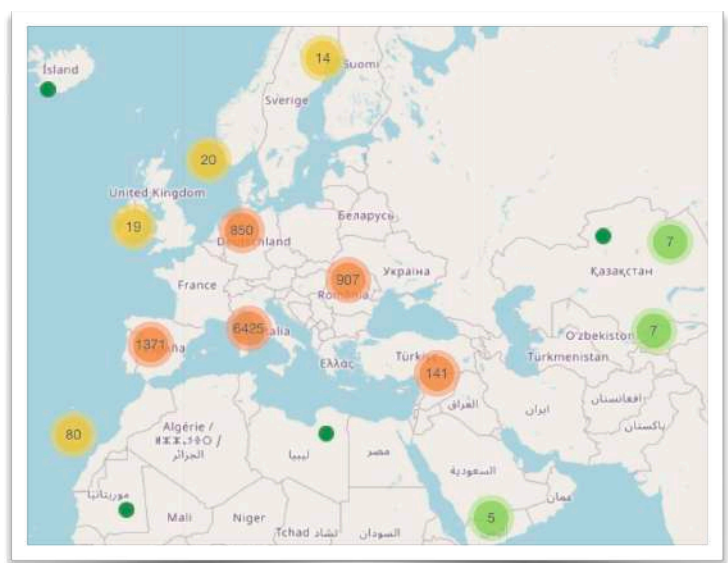 Ísland
14
Suomi
Sverige
20
United Kingdom
19
850
Deutschland
Беларусь
7
Қазақстан
907
Україна
România
France
6425
Italia
1371
7
Oʻzbekiston
Türkmenistan
Ελλάς
Türkiye
141
العراق
ایران
افغانستان
پاکستان
80
Algérie /
الجزائر
ليبيا
مصر
السعودية
عمان
موريتانيا
Mali
Niger
Tchad تشاد
السودان
5